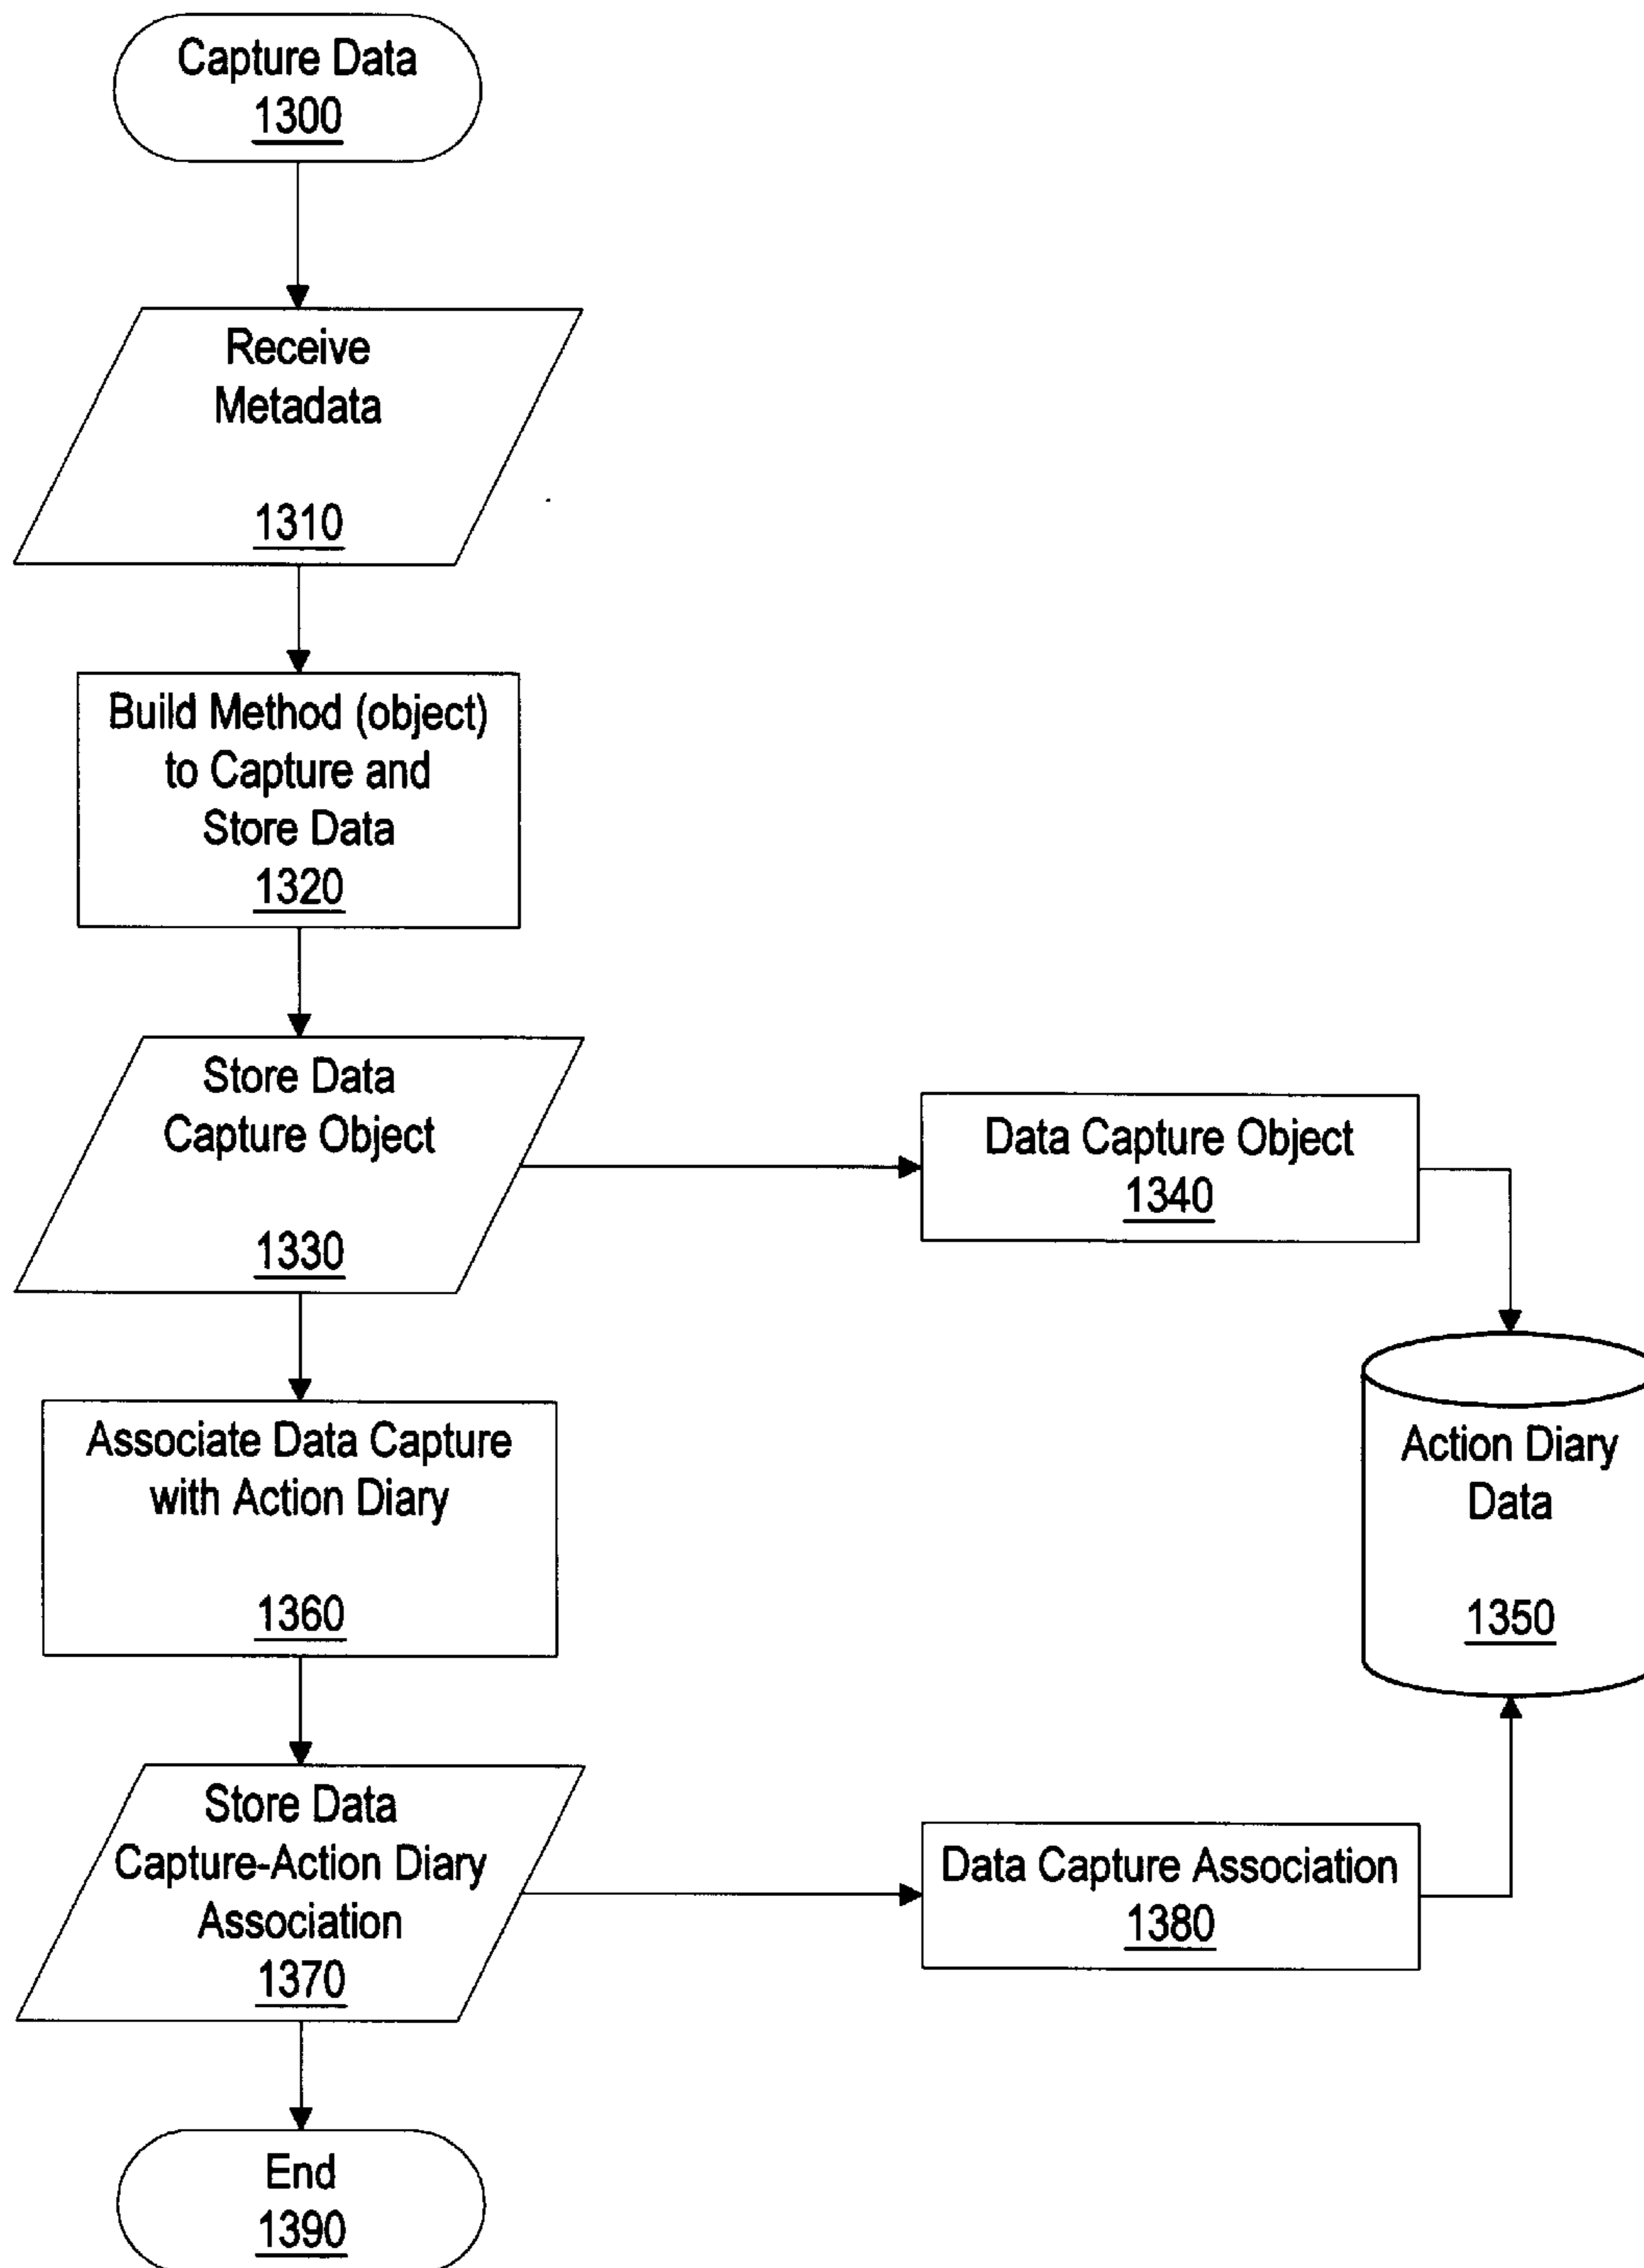 Capture Data
1300
Receive
Metadata
1310
Build Method (object)
to Capture and
Store Data
1320
Store Data
Capture Object
1330
Data Capture Object
1340
Action Diary
Data
1350
Associate Data Capture
with Action Diary
1360
Store Data
Capture-Action Diary
Association
1370
Data Capture Association
1380
End
1390